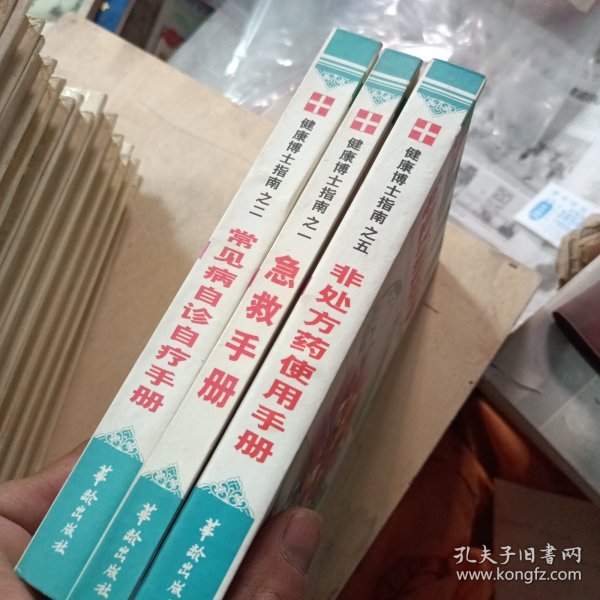 健康博士指南之二
常见病自诊自疗手册
华龄出版社
健康博士指南之一
急救手册
华龄出版社
健康博士指南之五
非处方药使用手册
华龄出版社
孔夫子旧书网
www.kongfz.com